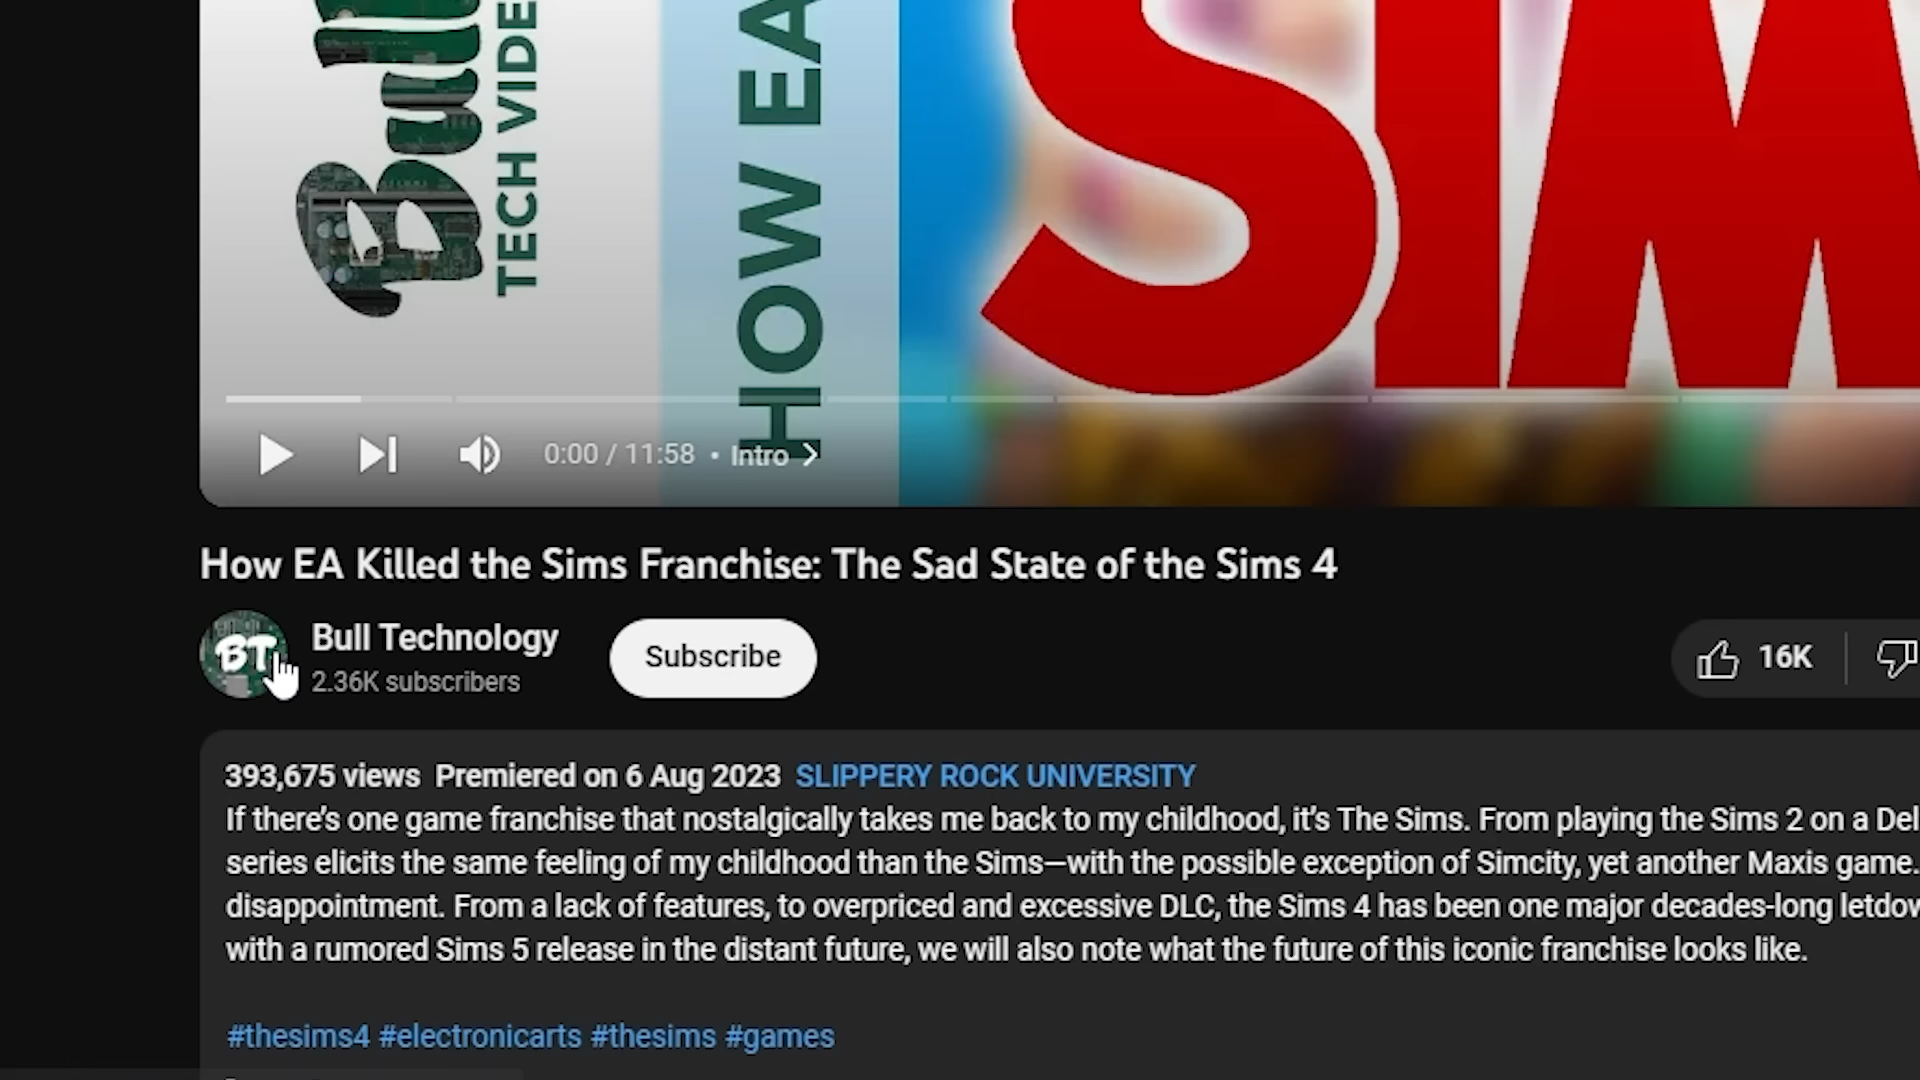 Bull
TECH VIDE
HOW EA
SIM
0:00 / 11:58 • Intro
How EA Killed the Sims Franchise: The Sad State of the Sims 4
BT
Bull Technology
2.36K subscribers
Subscribe
16K
393,675 views Premiered on 6 Aug 2023 SLIPPERY ROCK UNIVERSITY
If there's one game franchise that nostalgically takes me back to my childhood, it's The Sims. From playing the Sims 2 on a Del
series elicits the same feeling of my childhood than the Sims—with the possible exception of Simcity, yet another Maxis game.
disappointment. From a lack of features, to overpriced and excessive DLC, the Sims 4 has been one major decades-long letdow
with a rumored Sims 5 release in the distant future, we will also note what the future of this iconic franchise looks like.
#thesims4 #electronicarts #thesims #games